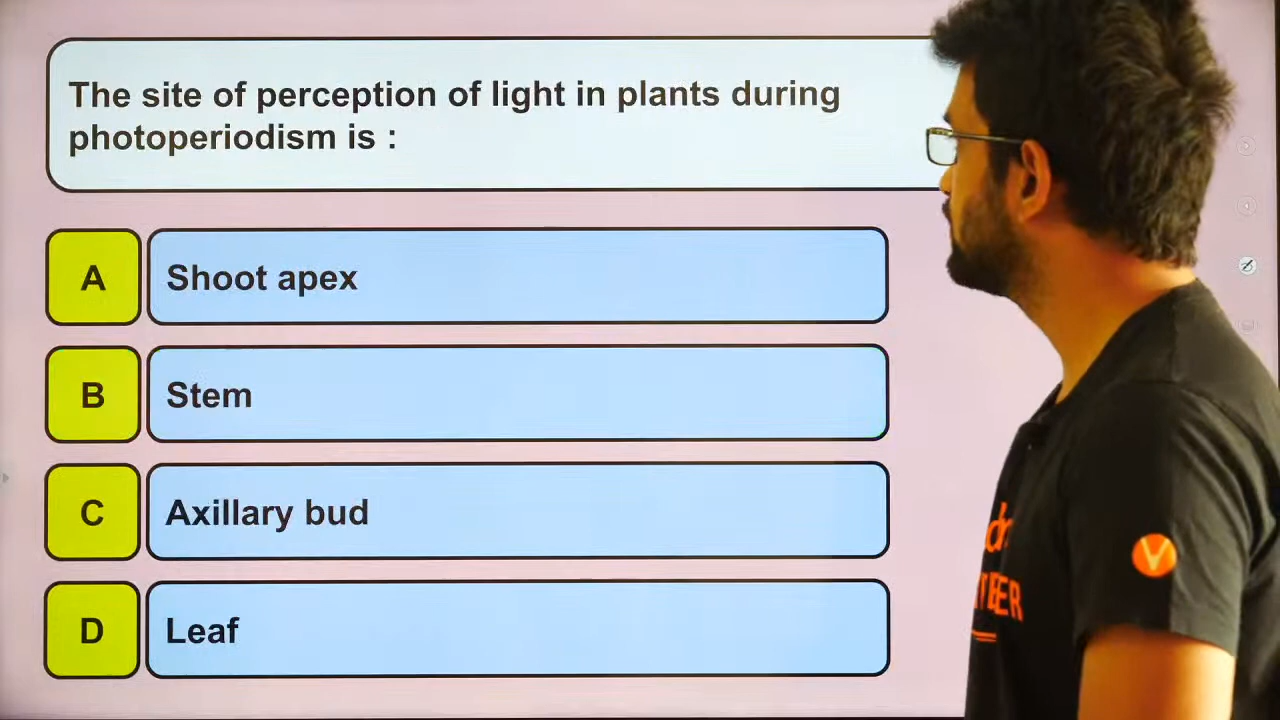 The site of perception of light in plants during
photoperiodism is :
A
Shoot apex
B
Stem
C
Axillary bud
D
Leaf
V